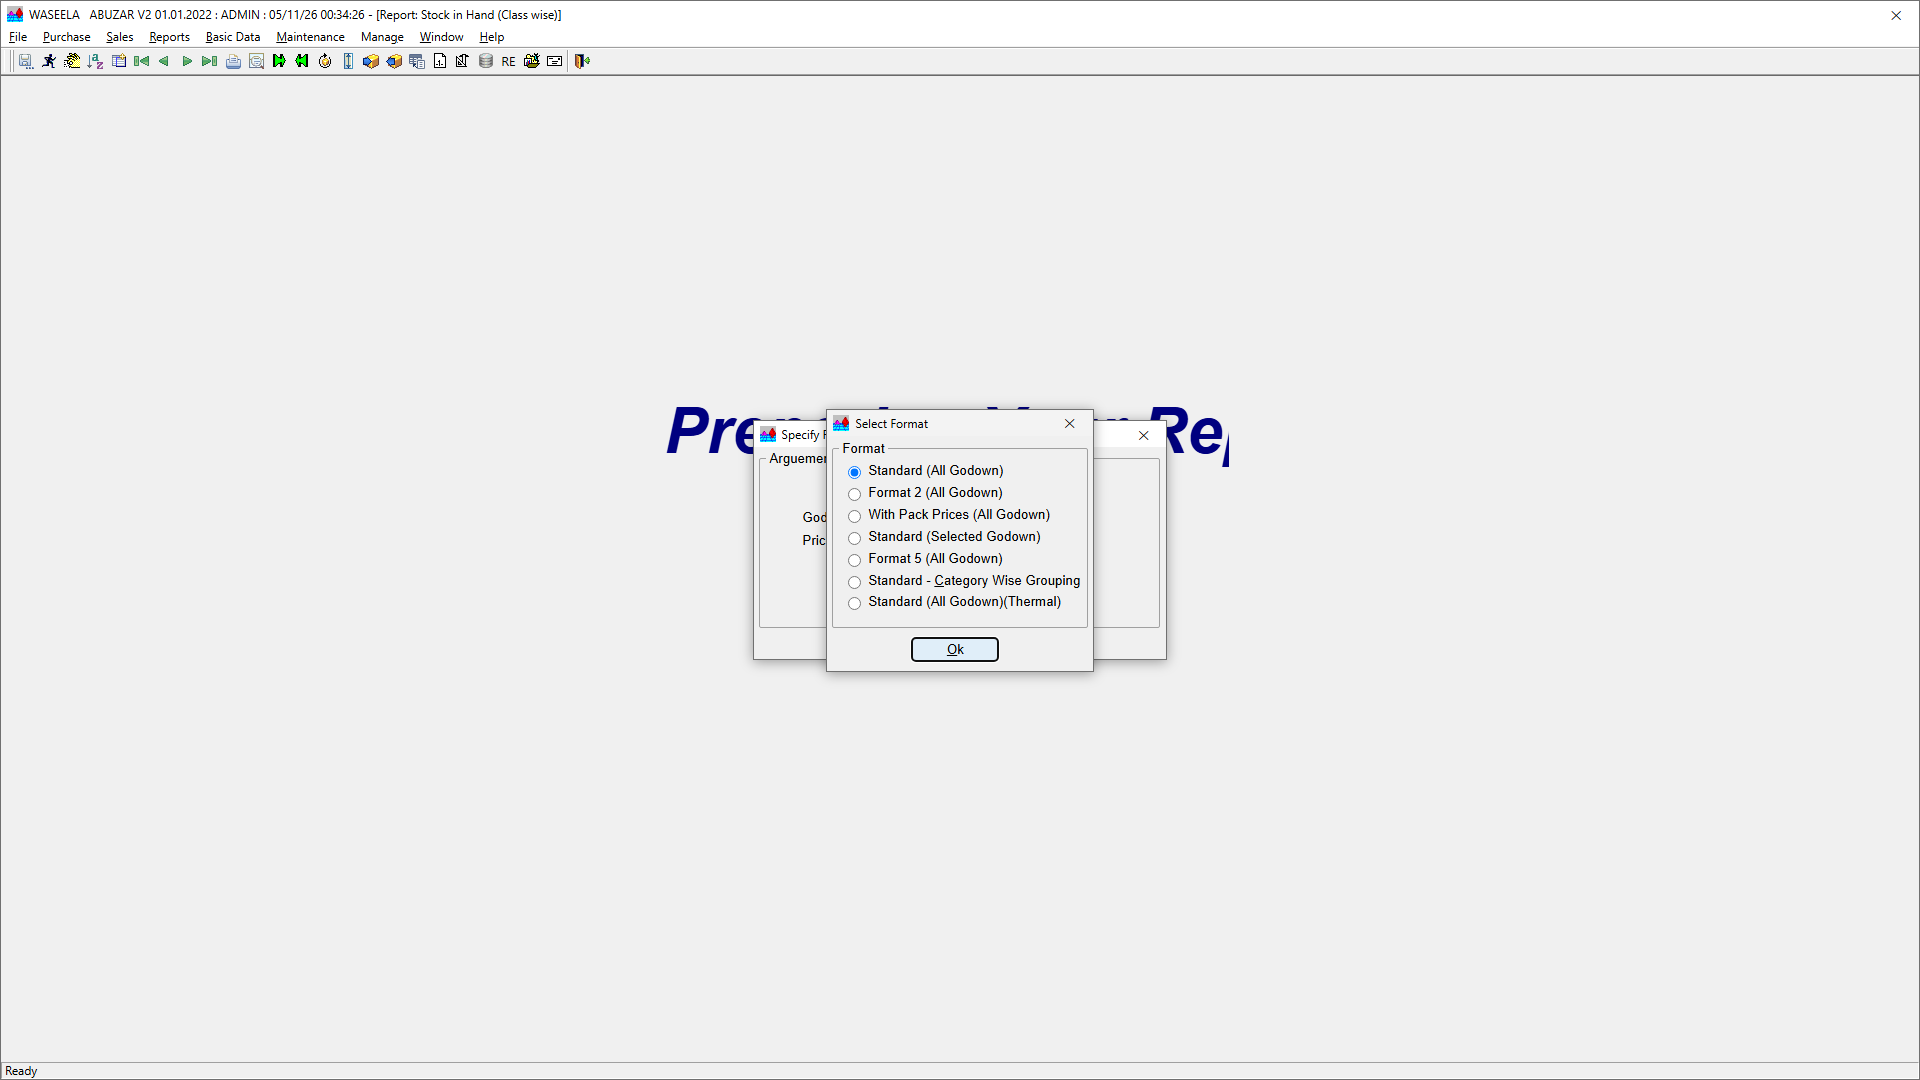 WASEELA ABUZAR V2 01.01.2022 : ADMIN : 05/11/26 00:34:26 - [Report: Stock in Hand (Class wise)]
File Purchase Sales Reports Basic Data Maintenance Manage Window Help
RE
Select Format
Specify
Format
Standard (All Godown)
Format 2 (All Godown)
With Pack Prices (All Godown)
Standard (Selected Godown)
Format 5 (All Godown)
Standard - Category Wise Grouping
Standard (All Godown)(Thermal)
Ok
Ready